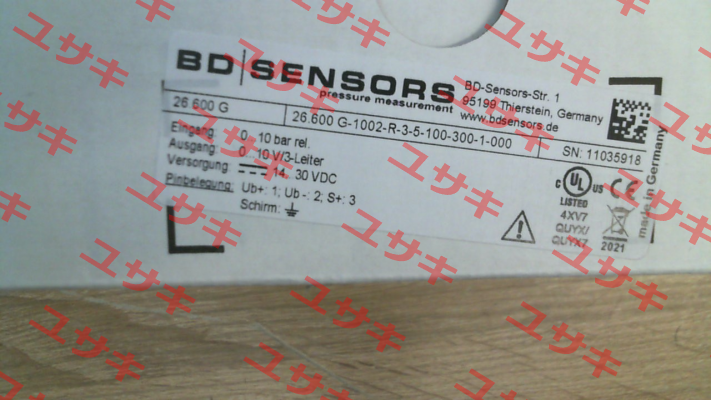 BD SENSORS
pressure measurement
BD-Sensors-Str. 1
95199 Thierstein, Germany
www.bdsensors.de
26.600 G
26.600 G-1002-R-3-5-100-300-1-000
SN: 11035918
Eingang: 0 10 bar rel.
Ausgang: 0 10 V/3-Leiter
Versorgung: 14 30 VDC
Pinbelegung: Ub+: 1; Ub -: 2; S+: 3
Schirm:
C UL US CE
LISTED
4XV7
QUYX/
QUYX7
2021
made in Germany
ユサキ